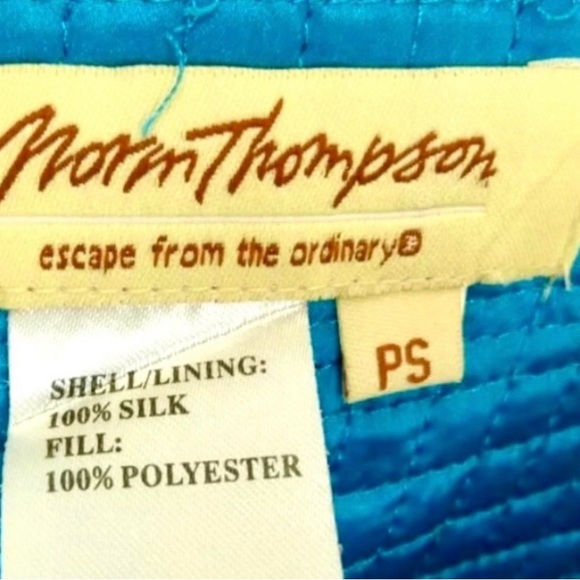 Norm Thompson
escape from the ordinary®
PS
SHELL/LINING:
100% SILK
FILL:
100% POLYESTER